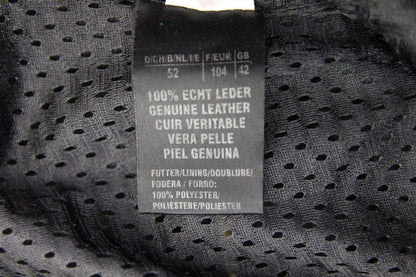 D/CH/B/NL/I/E F/EUR GB
52 104 42
100% ECHT LEDER
GENUINE LEATHER
CUIR VERITABLE
VERA PELLE
PIEL GENUINA
FUTTER/LINING/DOUBLURE/
FODERA / FORRO:
100% POLYESTER/
POLIESTERE/POLIESTER